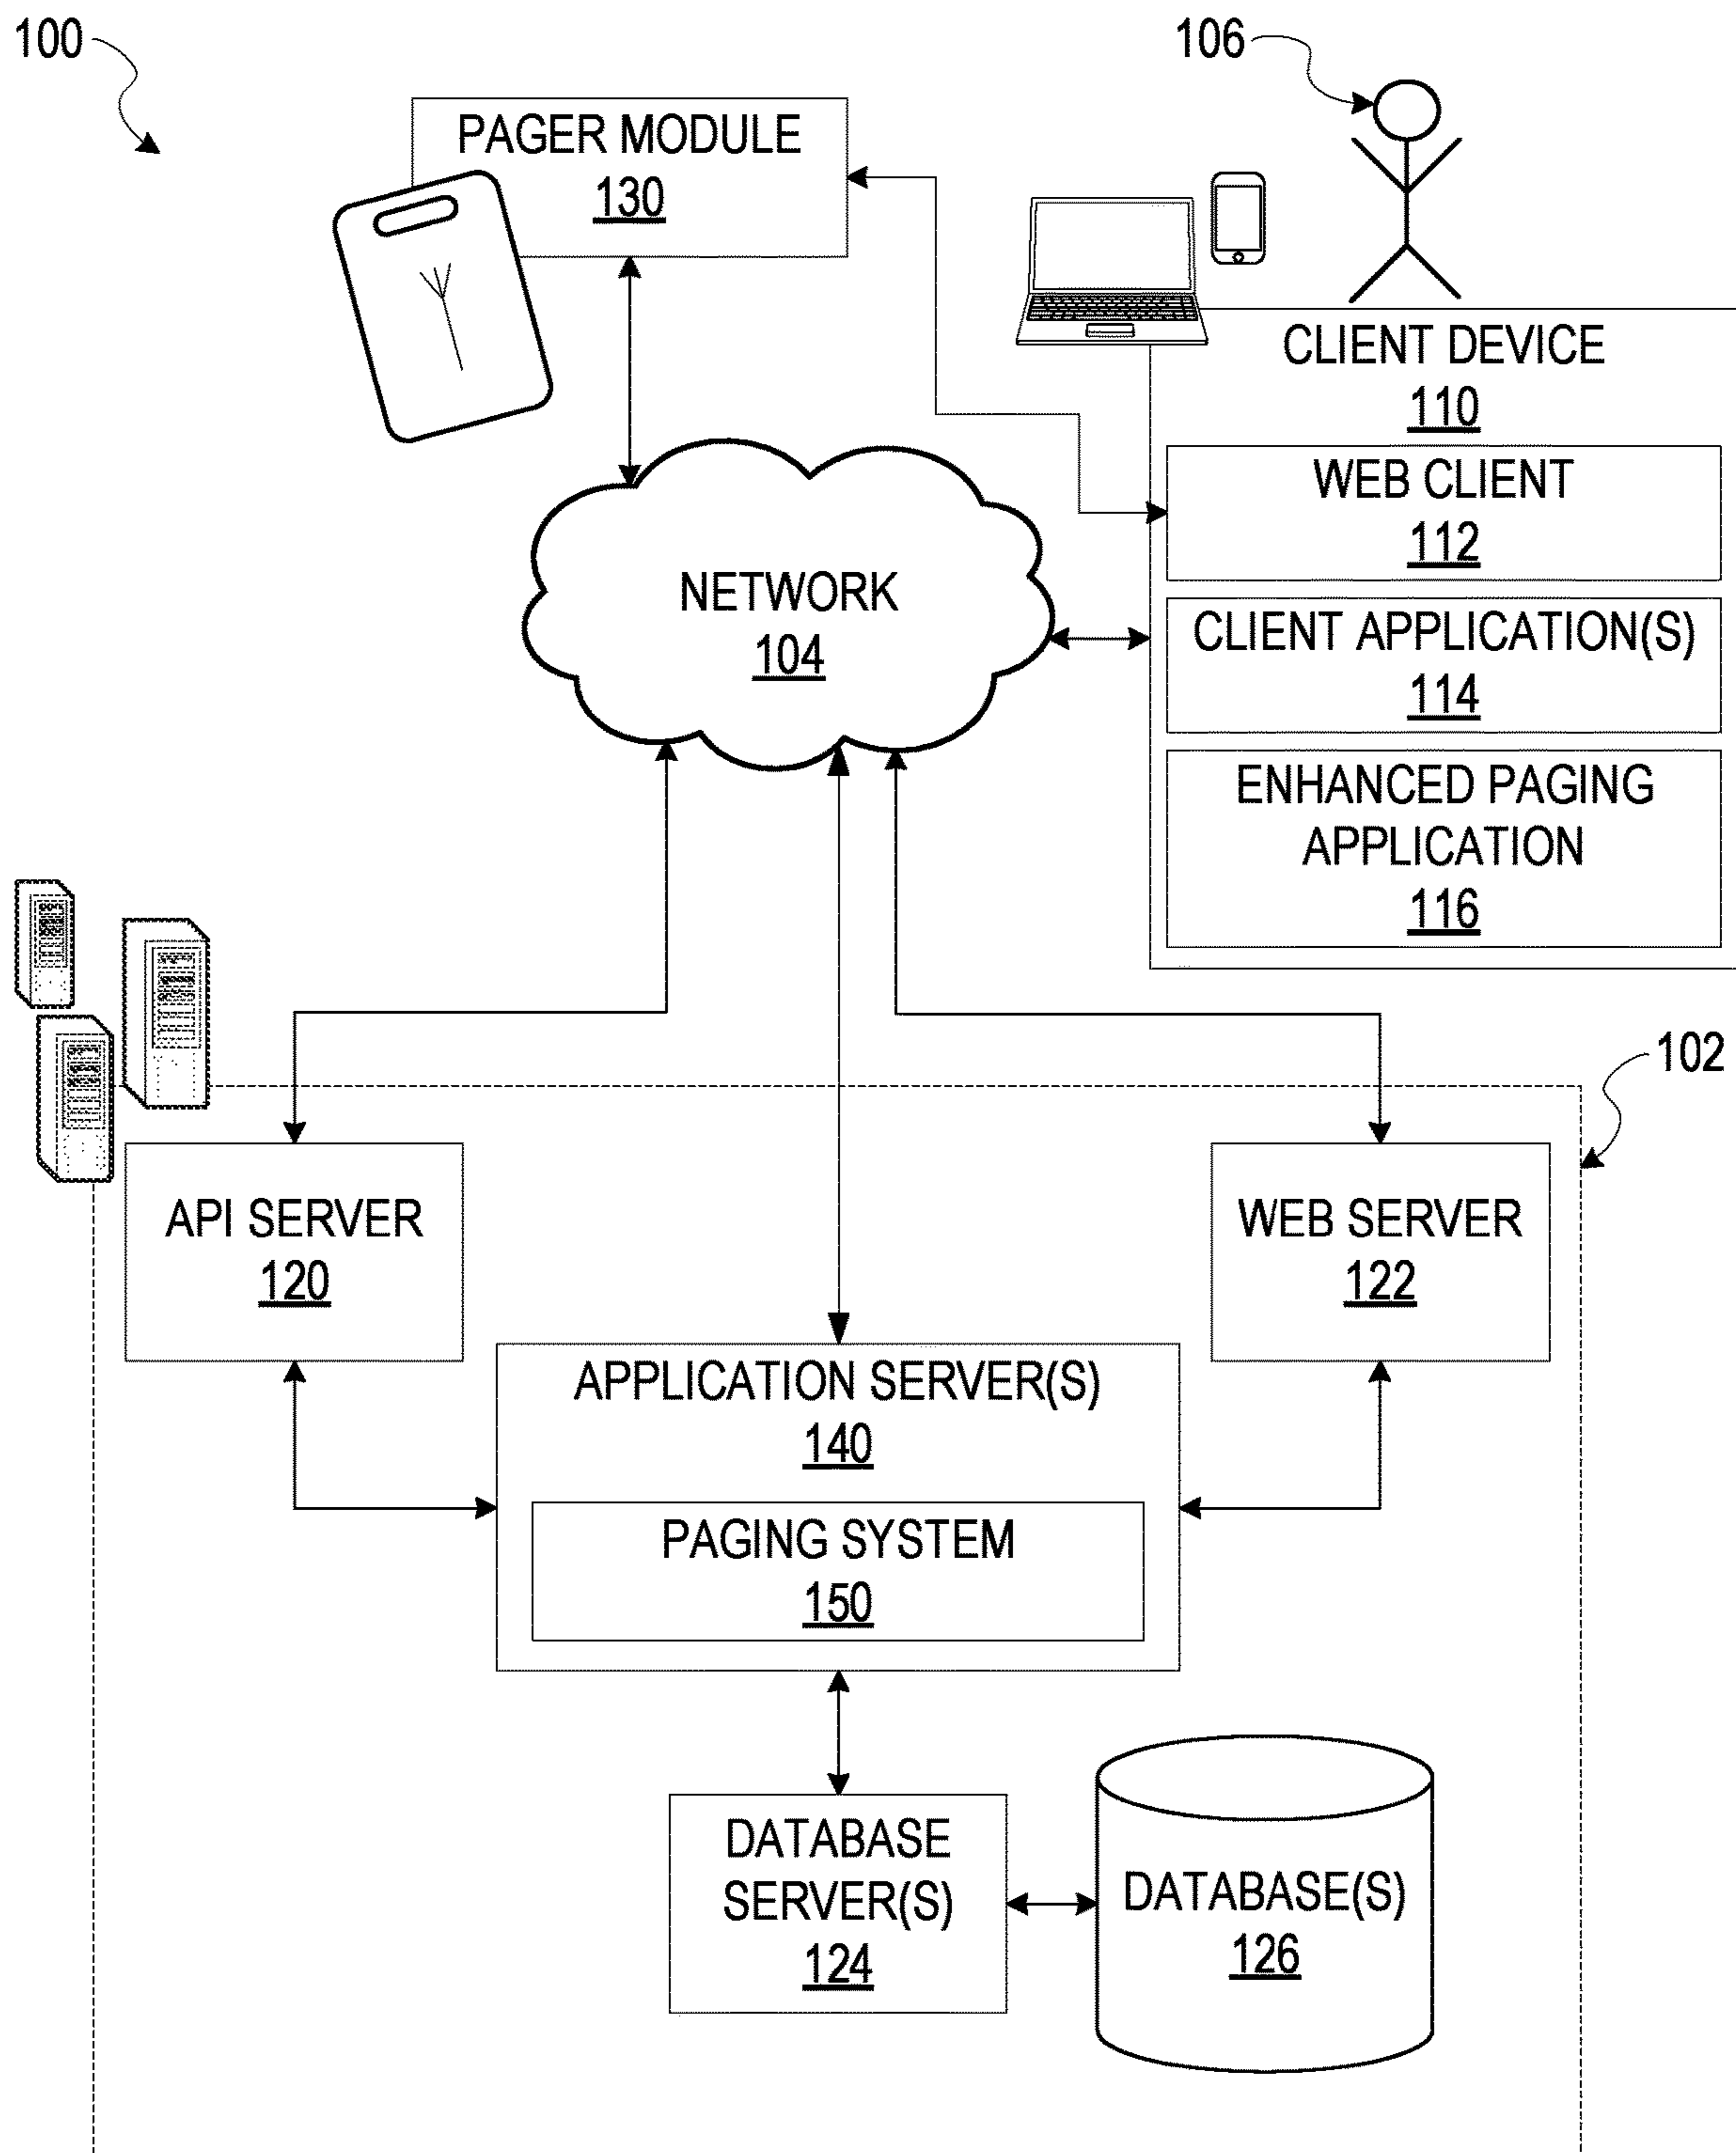 100
106
PAGER MODULE
130
CLIENT DEVICE
110
WEB CLIENT
112
NETWORK
104
CLIENT APPLICATION(S)
114
ENHANCED PAGING
APPLICATION
116
102
API SERVER
120
WEB SERVER
122
APPLICATION SERVER(S)
140
PAGING SYSTEM
150
DATABASE
SERVER(S)
124
DATABASE(S)
126